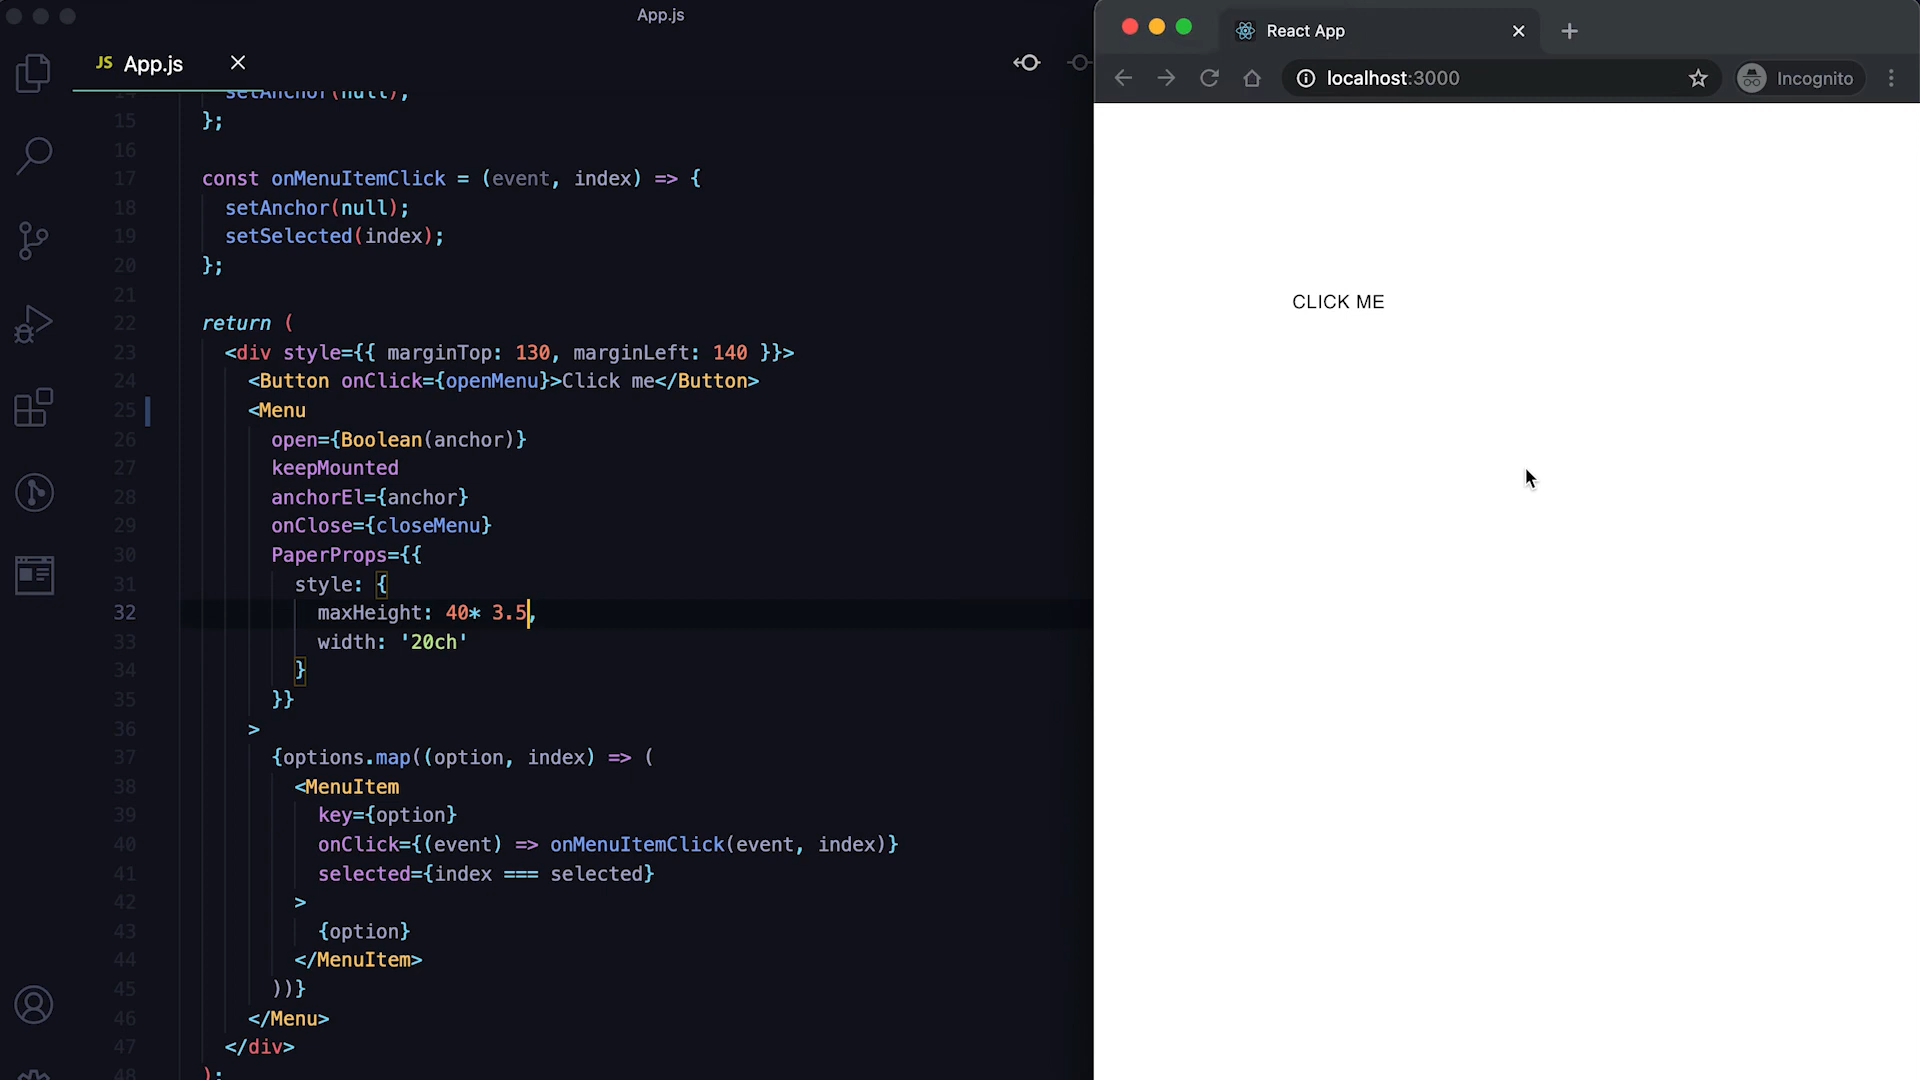 App.js
JS App.js
14 setAnchor(null);
15 };
16
17 const onMenuItemClick = (event, index) => {
18 setAnchor(null);
19 setSelected(index);
20 };
21
22 return (
23 <div style={{ marginTop: 130, marginLeft: 140 }}>
24 <Button onClick={openMenu}>Click me</Button>
25 <Menu
26 open={Boolean(anchor)}
27 keepMounted
28 anchorEl={anchor}
29 onClose={closeMenu}
30 PaperProps={{
31 style: {
32 maxHeight: 40* 3.5,
33 width: '20ch'
34 }
35 }}
36 >
37 {options.map((option, index) => (
38 <MenuItem
39 key={option}
40 onClick={(event) => onMenuItemClick(event, index)}
41 selected={index === selected}
42 >
43 {option}
44 </MenuItem>
45 ))}
46 </Menu>
47 </div>
48 );
React App
localhost:3000
Incognito
CLICK ME